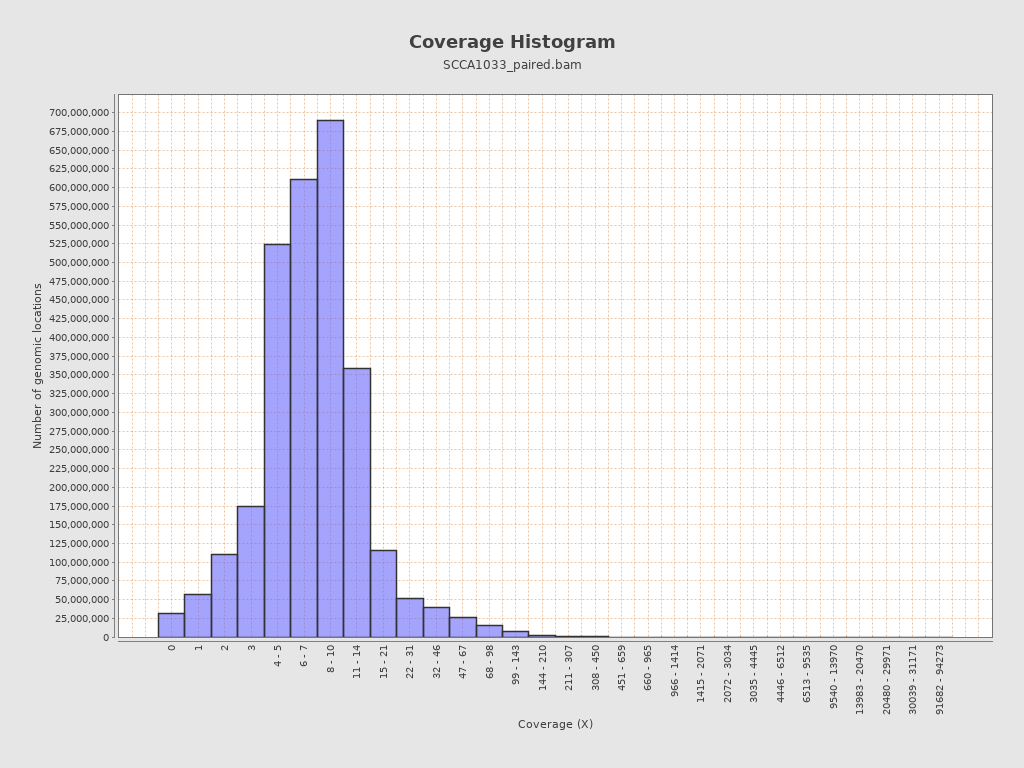 Coverage Histogram
SCCA1033_paired.bam
Number of genomic locations
700,000,000
675,000,000
650,000,000
625,000,000
600,000,000
575,000,000
550,000,000
525,000,000
500,000,000
475,000,000
450,000,000
425,000,000
400,000,000
375,000,000
350,000,000
325,000,000
300,000,000
275,000,000
250,000,000
225,000,000
200,000,000
175,000,000
150,000,000
125,000,000
100,000,000
75,000,000
50,000,000
25,000,000
0
0
1
2
3
4 - 5
6 - 7
8 - 10
11 - 14
15 - 21
22 - 31
32 - 46
47 - 67
68 - 98
99 - 143
144 - 210
211 - 307
308 - 450
451 - 659
660 - 965
966 - 1414
1415 - 2071
2072 - 3034
3035 - 4445
4446 - 6512
6513 - 9535
9540 - 13970
13983 - 20470
20480 - 29971
30039 - 31171
91682 - 94273
Coverage (X)